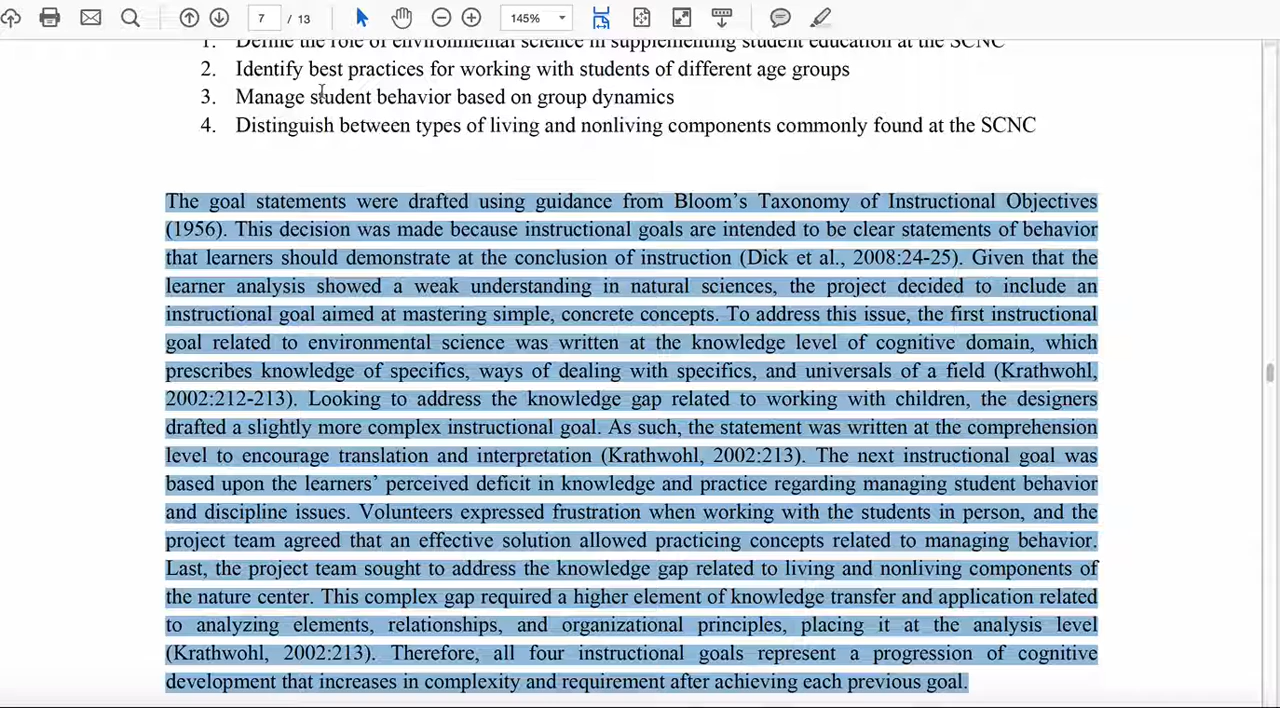 7 / 13 145%
1. Define the role of environmental science in supplementing student education at the SCNC
2. Identify best practices for working with students of different age groups
3. Manage student behavior based on group dynamics
4. Distinguish between types of living and nonliving components commonly found at the SCNC
The goal statements were drafted using guidance from Bloom's Taxonomy of Instructional Objectives
(1956). This decision was made because instructional goals are intended to be clear statements of behavior
that learners should demonstrate at the conclusion of instruction (Dick et al., 2008:24-25). Given that the
learner analysis showed a weak understanding in natural sciences, the project decided to include an
instructional goal aimed at mastering simple, concrete concepts. To address this issue, the first instructional
goal related to environmental science was written at the knowledge level of cognitive domain, which
prescribes knowledge of specifics, ways of dealing with specifics, and universals of a field (Krathwohl,
2002:212-213). Looking to address the knowledge gap related to working with children, the designers
drafted a slightly more complex instructional goal. As such, the statement was written at the comprehension
level to encourage translation and interpretation (Krathwohl, 2002:213). The next instructional goal was
based upon the learners' perceived deficit in knowledge and practice regarding managing student behavior
and discipline issues. Volunteers expressed frustration when working with the students in person, and the
project team agreed that an effective solution allowed practicing concepts related to managing behavior.
Last, the project team sought to address the knowledge gap related to living and nonliving components of
the nature center. This complex gap required a higher element of knowledge transfer and application related
to analyzing elements, relationships, and organizational principles, placing it at the analysis level
(Krathwohl, 2002:213). Therefore, all four instructional goals represent a progression of cognitive
development that increases in complexity and requirement after achieving each previous goal.